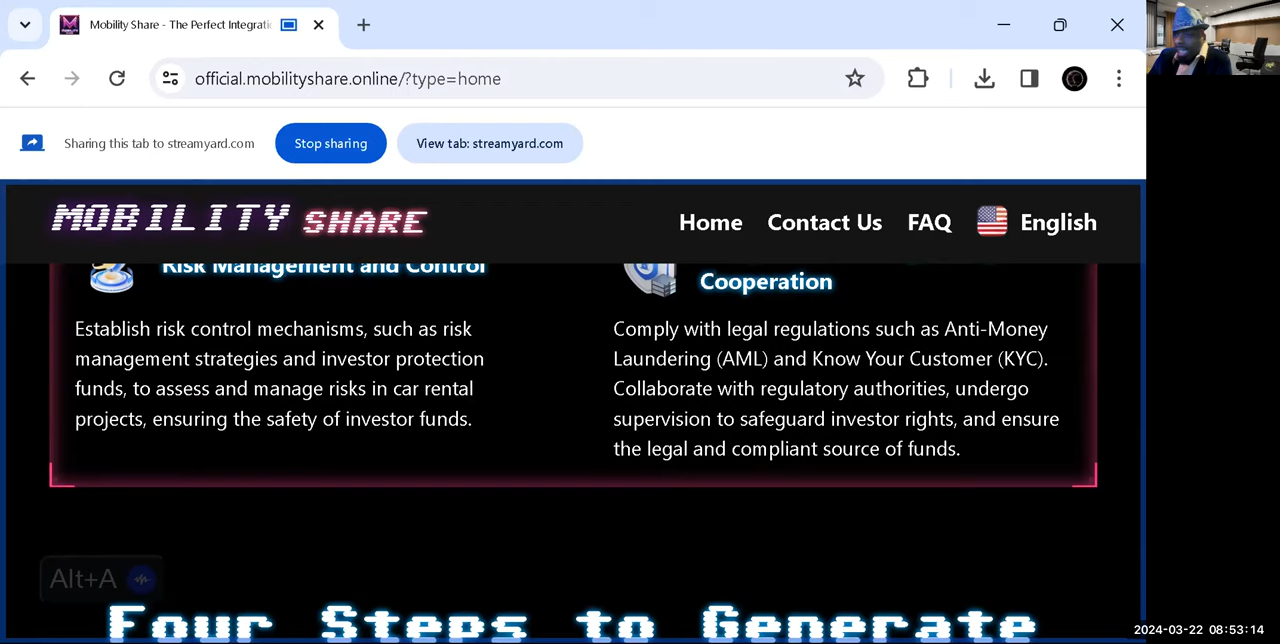 Mobility Share - The Perfect Integrati
official.mobilityshare.online/?type=home
Sharing this tab to streamyard.com
Stop sharing
View tab: streamyard.com
MOBILITY SHARE
Home
Contact Us
FAQ
English
Risk Management and Control
Establish risk control mechanisms, such as risk
management strategies and investor protection
funds, to assess and manage risks in car rental
projects, ensuring the safety of investor funds.
Cooperation
Comply with legal regulations such as Anti-Money
Laundering (AML) and Know Your Customer (KYC).
Collaborate with regulatory authorities, undergo
supervision to safeguard investor rights, and ensure
the legal and compliant source of funds.
Alt+A
Four Steps to Generate
2024-03-22 08:53:14